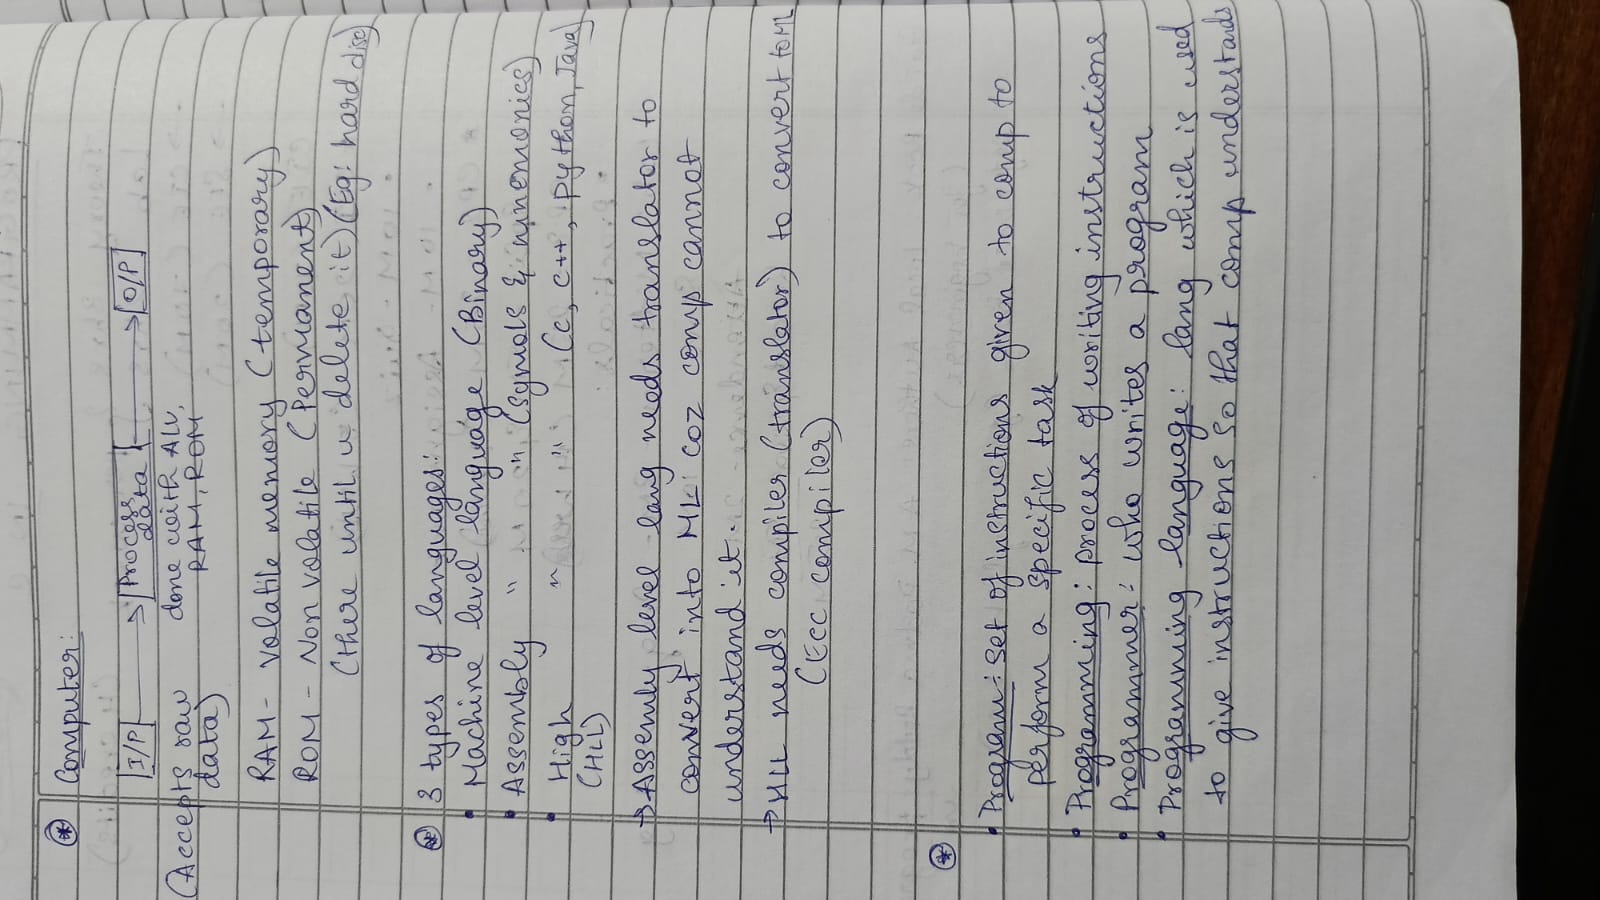 Computer:
I/P → Process data → O/P
(Accepts raw data)
done with ALU,
RAM, ROM
RAM- Volatile memory (temporary)
ROM - Non volatile (Permanent)
(there until u delete it) (Eg: hard disc)
3 types of languages:
• Machine level language (Binary)
• Assembly " " (symols & mnemonics)
• High " " (C, C++, python, Java)
(HLL)
→ Assemly level lang needs translator to
convert into ML coz comp cannot
understand it.
→ HLL needs compiler (translator) to convert to ML
(Ecc compiler)
• Program: set of instructions given to comp to
perform a specific task
• Programming: process of writing instructions
• Programmer: who writes a program
• Programming language: lang which is used
to give instructions so that comp understands